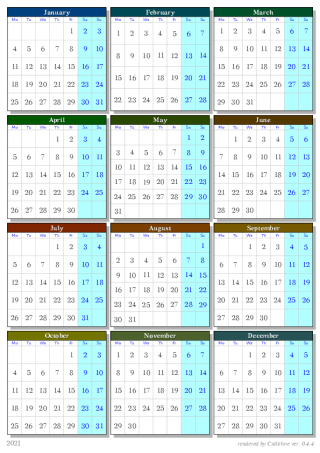 January
Mo Tu We Th Fr Sa Su
1 2 3
4 5 6 7 8 9 10
11 12 13 14 15 16 17
18 19 20 21 22 23 24
25 26 27 28 29 30 31
February
Mo Tu We Th Fr Sa Su
1 2 3 4 5 6 7
8 9 10 11 12 13 14
15 16 17 18 19 20 21
22 23 24 25 26 27 28
March
Mo Tu We Th Fr Sa Su
1 2 3 4 5 6 7
8 9 10 11 12 13 14
15 16 17 18 19 20 21
22 23 24 25 26 27 28
29 30 31
April
Mo Tu We Th Fr Sa Su
1 2 3 4
5 6 7 8 9 10 11
12 13 14 15 16 17 18
19 20 21 22 23 24 25
26 27 28 29 30
May
Mo Tu We Th Fr Sa Su
1 2
3 4 5 6 7 8 9
10 11 12 13 14 15 16
17 18 19 20 21 22 23
24 25 26 27 28 29 30
31
June
Mo Tu We Th Fr Sa Su
1 2 3 4 5 6
7 8 9 10 11 12 13
14 15 16 17 18 19 20
21 22 23 24 25 26 27
28 29 30
July
Mo Tu We Th Fr Sa Su
1 2 3 4
5 6 7 8 9 10 11
12 13 14 15 16 17 18
19 20 21 22 23 24 25
26 27 28 29 30 31
August
Mo Tu We Th Fr Sa Su
1
2 3 4 5 6 7 8
9 10 11 12 13 14 15
16 17 18 19 20 21 22
23 24 25 26 27 28 29
30 31
September
Mo Tu We Th Fr Sa Su
1 2 3 4 5
6 7 8 9 10 11 12
13 14 15 16 17 18 19
20 21 22 23 24 25 26
27 28 29 30
October
Mo Tu We Th Fr Sa Su
1 2 3
4 5 6 7 8 9 10
11 12 13 14 15 16 17
18 19 20 21 22 23 24
25 26 27 28 29 30 31
November
Mo Tu We Th Fr Sa Su
1 2 3 4 5 6 7
8 9 10 11 12 13 14
15 16 17 18 19 20 21
22 23 24 25 26 27 28
29 30
December
Mo Tu We Th Fr Sa Su
1 2 3 4 5
6 7 8 9 10 11 12
13 14 15 16 17 18 19
20 21 22 23 24 25 26
27 28 29 30 31
2021
rendered by Callirhoe ver. 0.4.4